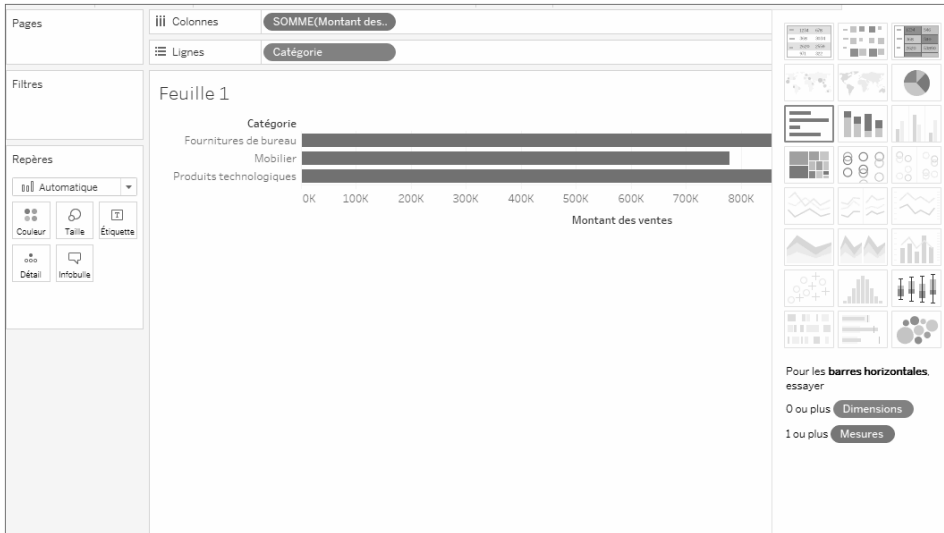 Pages
Colonnes
SOMME(Montant des..
Lignes
Catégorie
Filtres
Feuille 1
Catégorie
Fournitures de bureau
Mobilier
Produits technologiques
0K 100K 200K 300K 400K 500K 600K 700K 800K
Montant des ventes
Repères
Automatique
Couleur
Taille
Étiquette
Détail
Infobulle
Pour les barres horizontales,
essayer
0 ou plus Dimensions
1 ou plus Mesures